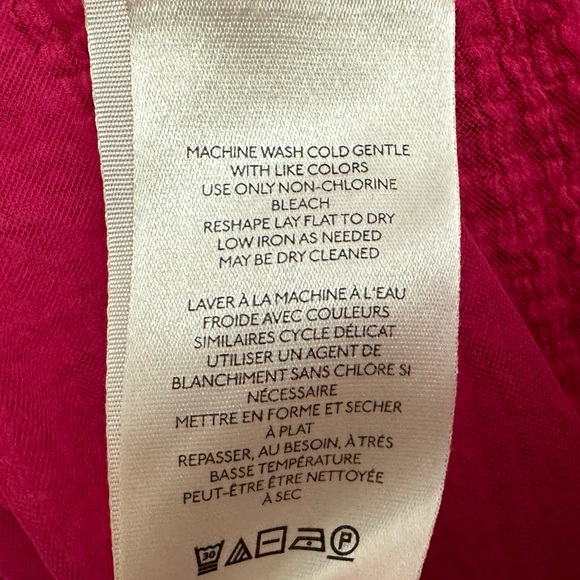 MACHINE WASH COLD GENTLE
WITH LIKE COLORS
USE ONLY NON-CHLORINE
BLEACH
RESHAPE LAY FLAT TO DRY
LOW IRON AS NEEDED
MAY BE DRY CLEANED
LAVER À LA MACHINE À L'EAU
FROIDE AVEC COULEURS
SIMILAIRES CYCLE DÉLICAT
UTILISER UN AGENT DE
BLANCHIMENT SANS CHLORE SI
NÉCESSAIRE
METTRE EN FORME ET SECHER
À PLAT
REPASSER, AU BESOIN, À TRÉS
BASSE TEMPÉRATURE
PEUT-ÊTRE ÊTRE NETTOYÉE
À SEC
30 P